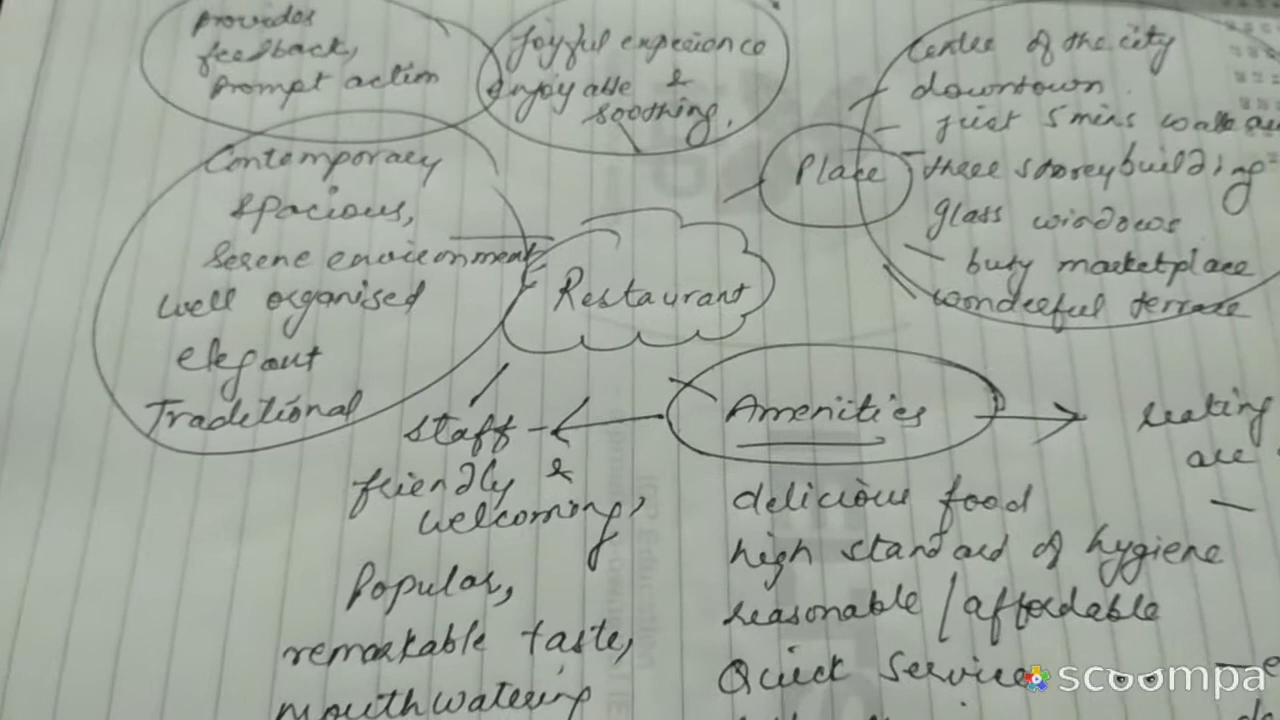 Provides
feedback,
Prompt action
Joyful experience
enjoyable &
soothing.
Centre of the city
downtown.
just 5 mins walk
three storey building
glass windows
busy marketplace
wonderful terrace
Place
Contemporary
spacious,
serene environment
well organised
elegant
Traditional
Restaurant
Amenities
staff -
friendly &
welcoming,
Popular,
remarkable taste,
mouthwatering
delicious food
high standard of hygiene
reasonable / affordable
Quick Service
seating
are
scoompa